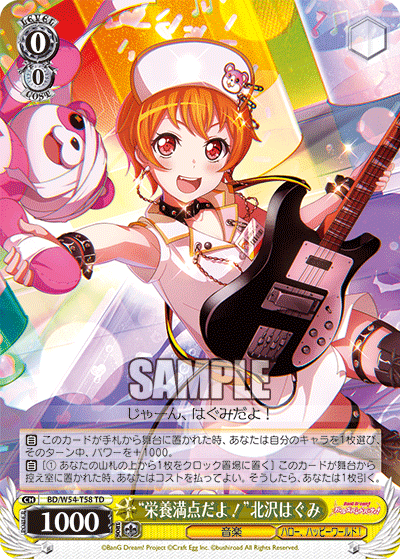 LEVEL
0
0
COST
SAMPLE
じゃーん、はぐみだよ！
自 このカードが手札から舞台に置かれた時、あなたは自分のキャラを1枚選び、
そのターン中、パワーを＋1000。
自 ［① あなたの山札の上から1枚をクロック置場に置く］ このカードが舞台から
控え室に置かれた時、あなたはコストを払ってよい。そうしたら、あなたは1枚引く。
CH BD/W54-T58 TD
1000
“栄養満点だよ！”北沢はぐみ
音楽
ハロー、ハッピーワールド！
©BanG Dream! Project ©Craft Egg Inc. ©bushiroad All Rights Reserved.